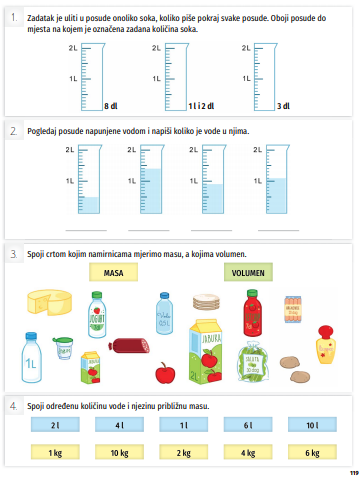 1. Zadatak je uliti u posude onoliko soka, koliko piše pokraj svake posude. Oboji posude do
mjesta na kojem je označena zadana količina soka.
2L 2L 2L
1L 1L 1L
8 dl 1 l i 2 dl 3 dl
2. Pogledaj posude napunjene vodom i napiši koliko je vode u njima.
2L 2L 2L 2L
1L 1L 1L 1L
3. Spoji crtom kojim namirnicama mjerimo masu, a kojima volumen.
MASA VOLUMEN
JOGURT
0,5 L
1L
JABUKA
2L
4. Spoji određenu količinu vode i njezinu približnu masu.
2 l 4 l 1 l 6 l 10 l
1 kg 10 kg 2 kg 4 kg 6 kg
119